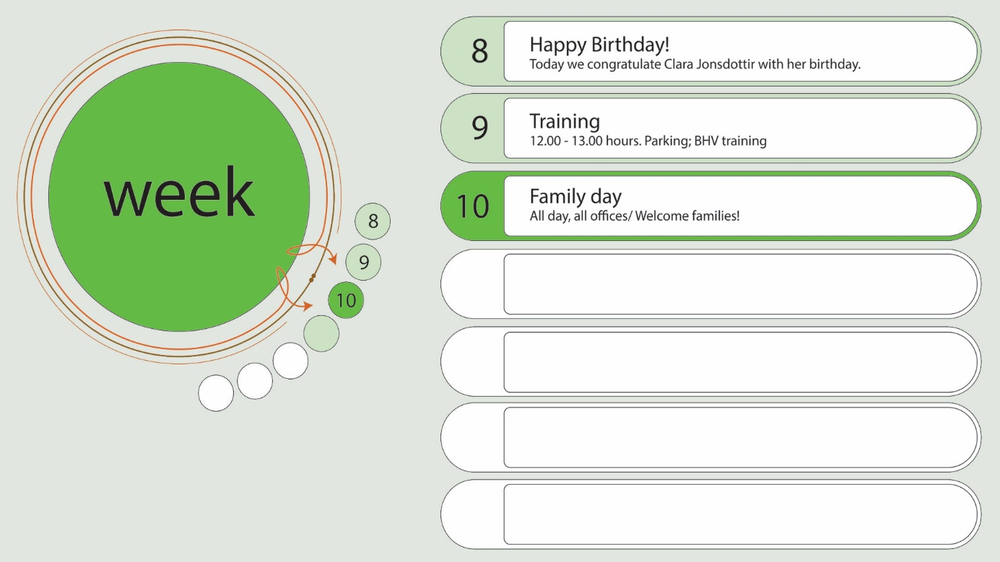 week
8
9
10
8
Happy Birthday!
Today we congratulate Clara Jonsdottir with her birthday.
9
Training
12.00 - 13.00 hours. Parking; BHV training
10
Family day
All day, all offices/ Welcome families!